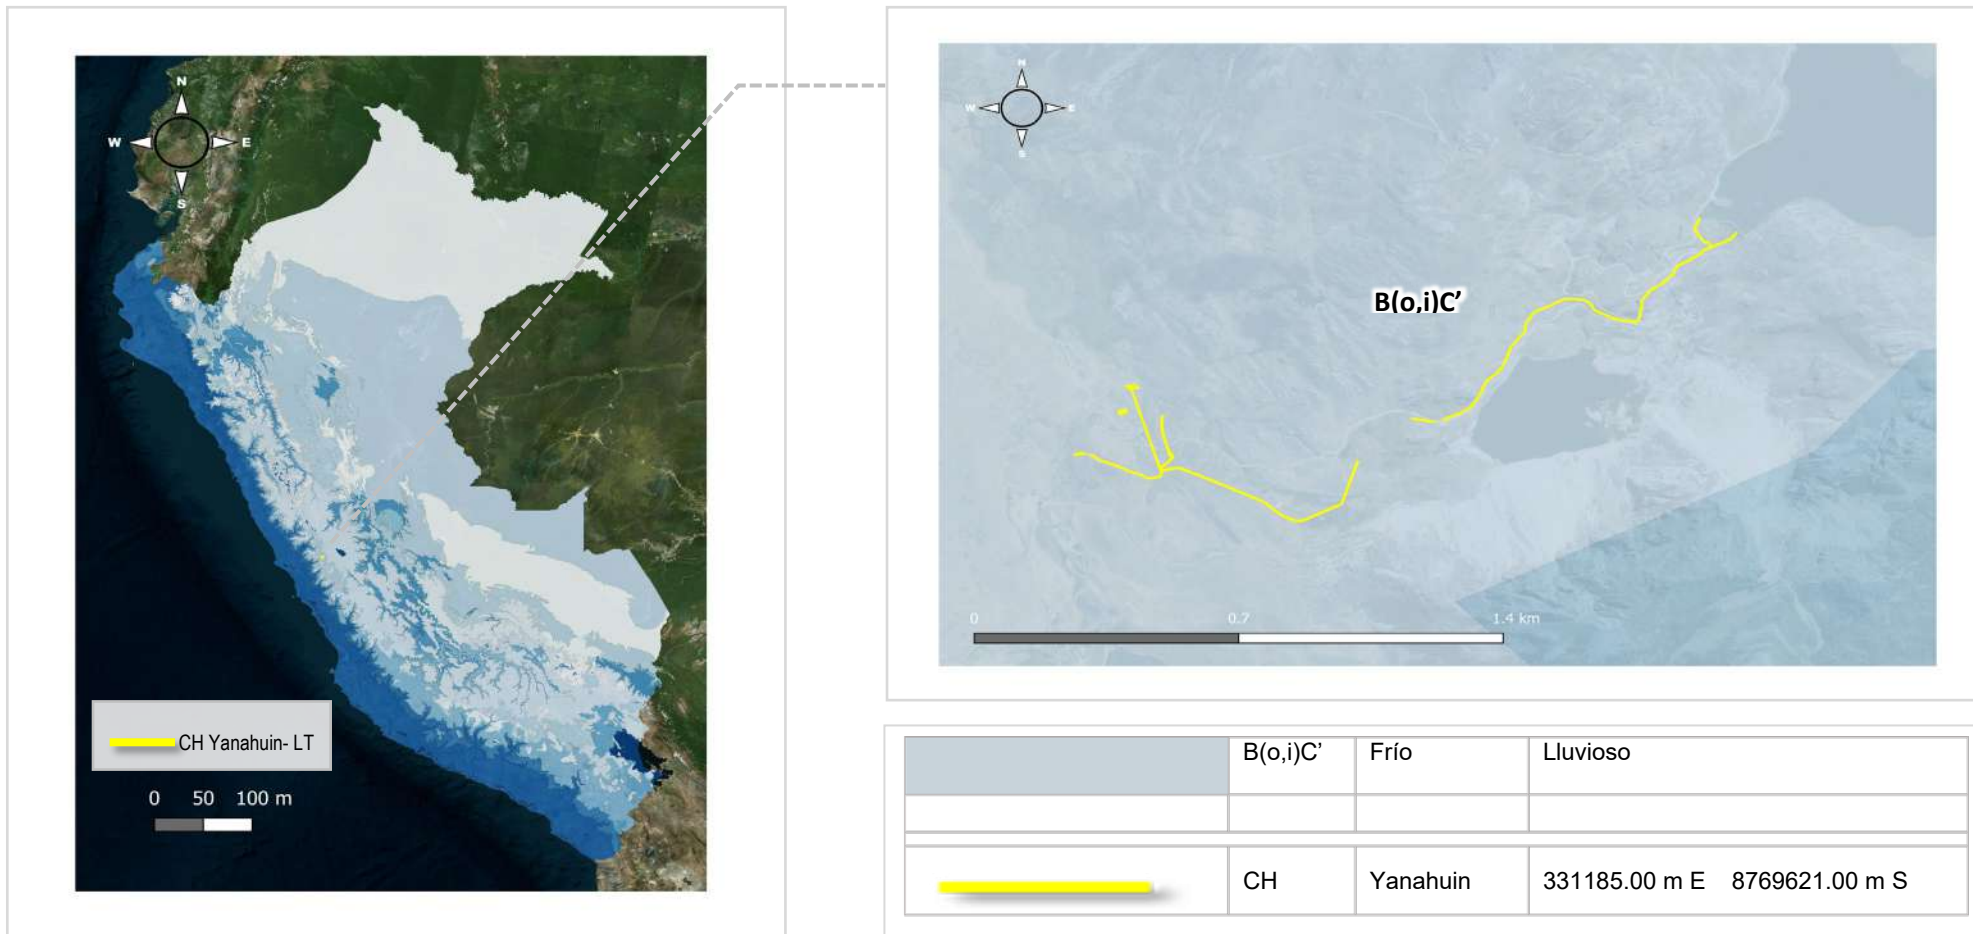 N
W
E
S
CH Yanahuin- LT
0 50 100 m
N
W
E
S
B(o,i)C’
0 0.7 1.4 km
B(o,i)C’ Frío Lluvioso
CH Yanahuin 331185.00 m E 8769621.00 m S